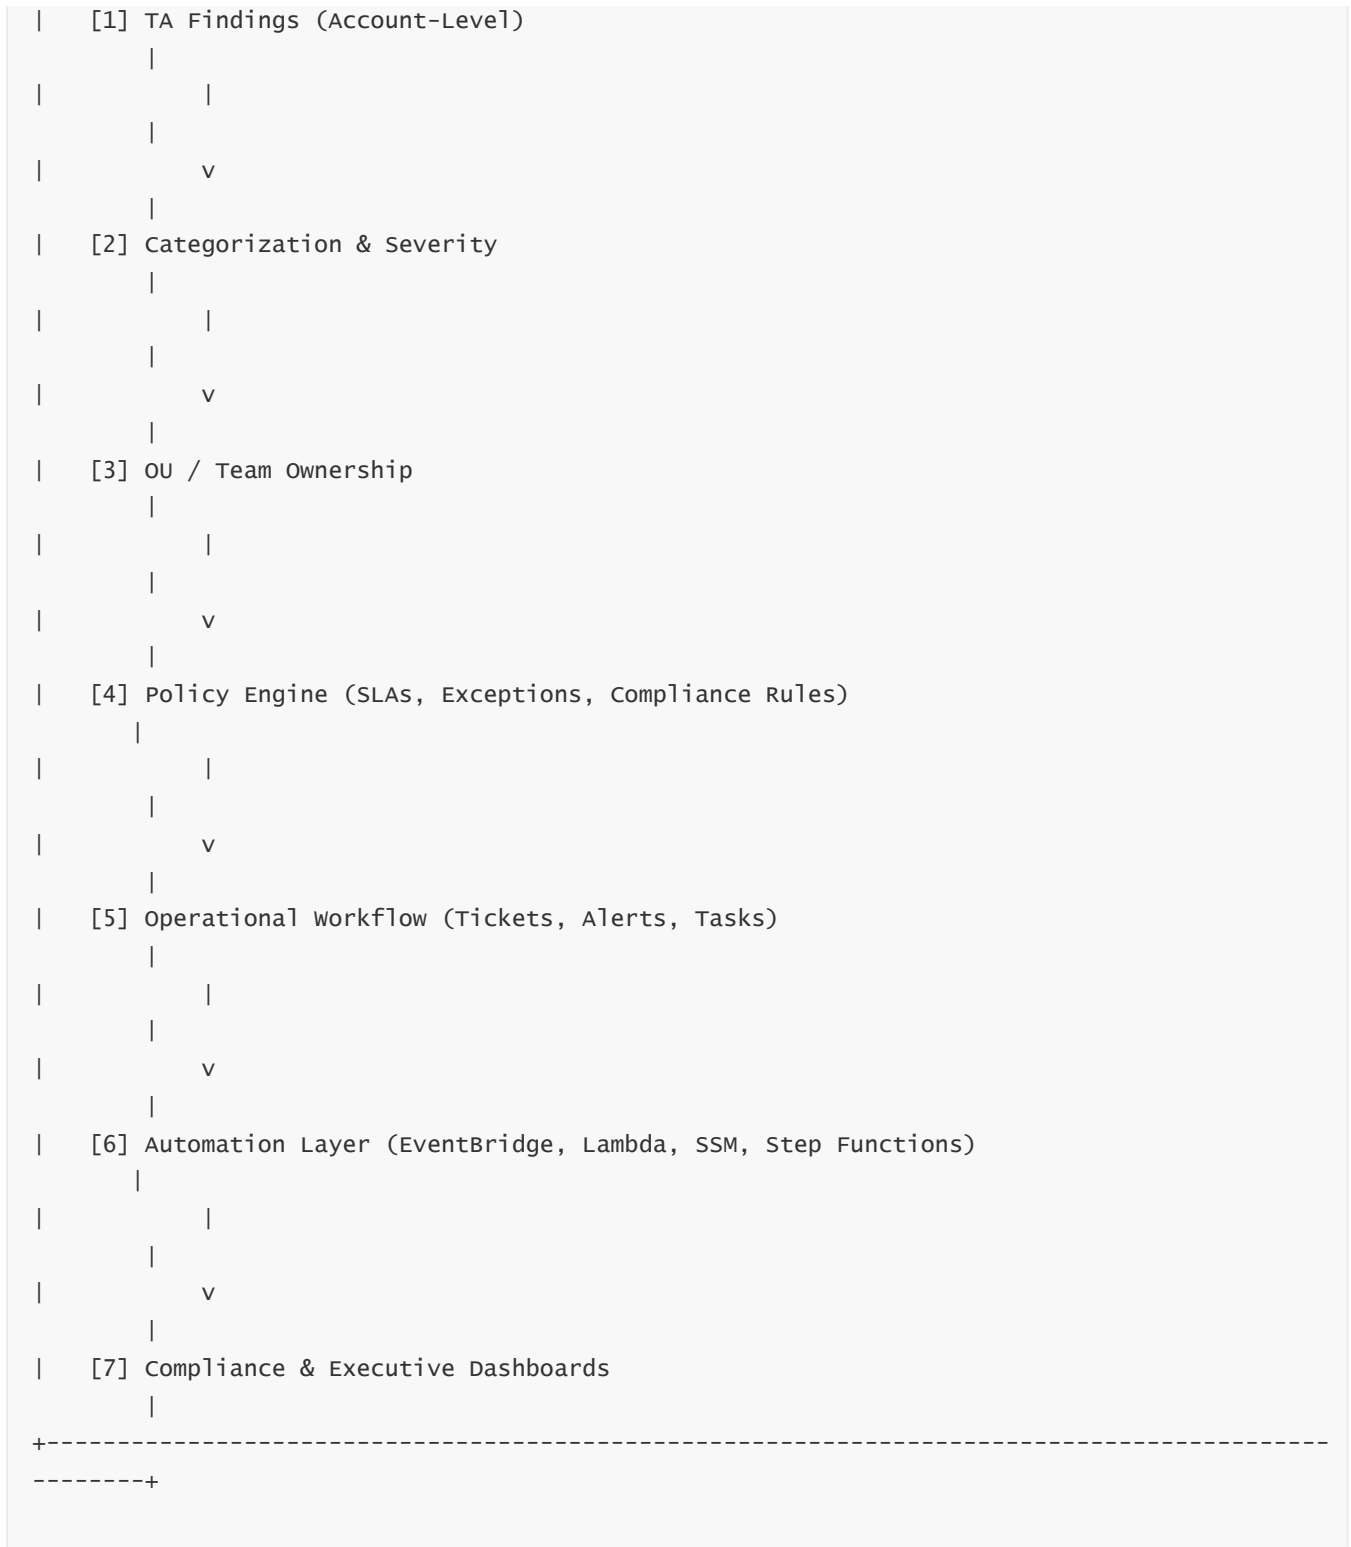 |   [1] TA Findings (Account-Level)
        |
|           |
        |
|           v
        |
|   [2] Categorization & Severity
        |
|           |
        |
|           v
        |
|   [3] OU / Team Ownership
        |
|           |
        |
|           v
        |
|   [4] Policy Engine (SLAs, Exceptions, Compliance Rules)
       |
|           |
        |
|           v
        |
|   [5] Operational Workflow (Tickets, Alerts, Tasks)
        |
|           |
        |
|           v
        |
|   [6] Automation Layer (EventBridge, Lambda, SSM, Step Functions)
       |
|           |
        |
|           v
        |
|   [7] Compliance & Executive Dashboards
        |
+------------------------------------------------------------------------------------------
--------+